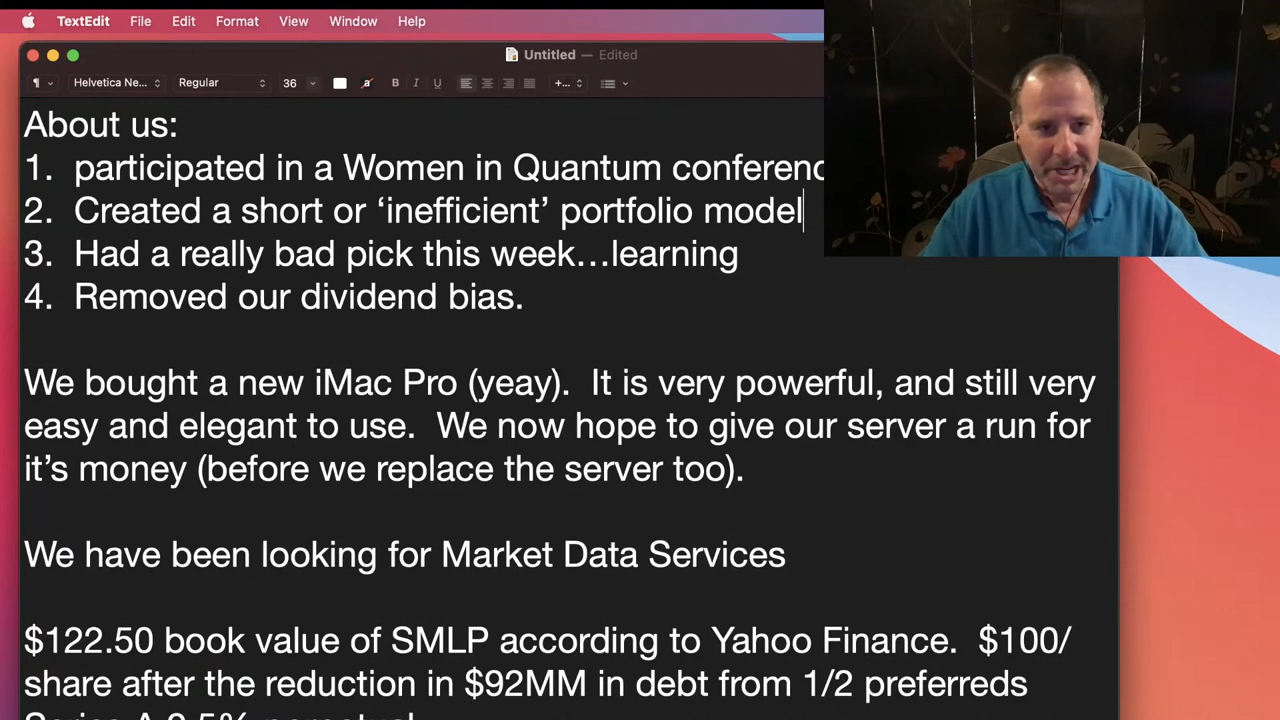 TextEdit File Edit Format View Window Help
Untitled — Edited
Helvetica Ne... Regular 36 B I U
About us:
1. participated in a Women in Quantum conferenc
2. Created a short or ‘inefficient’ portfolio model
3. Had a really bad pick this week…learning
4. Removed our dividend bias.
We bought a new iMac Pro (yeay). It is very powerful, and still very
easy and elegant to use. We now hope to give our server a run for
it’s money (before we replace the server too).
We have been looking for Market Data Services
$122.50 book value of SMLP according to Yahoo Finance. $100/
share after the reduction in $92MM in debt from 1/2 preferreds
Series A 9.5% perpetual